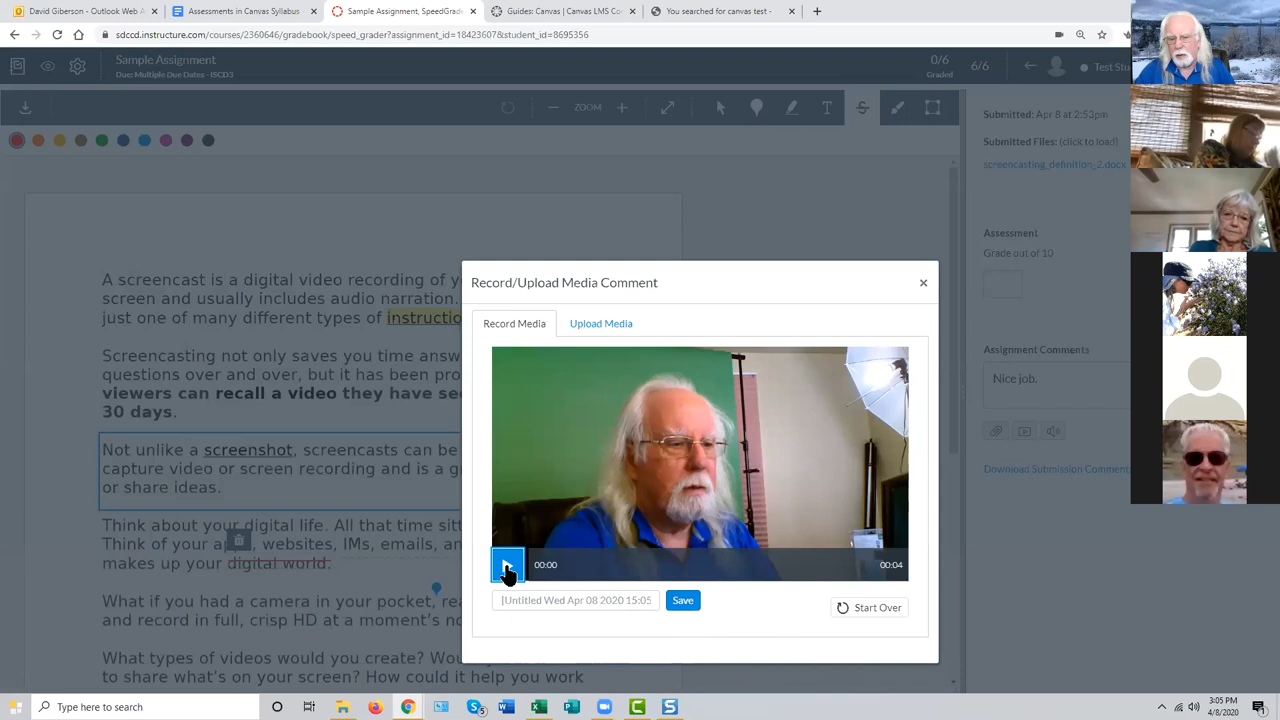 David Giberson - Outlook Web A
Assessments in Canvas Syllabus
Sample Assignment, SpeedGrade
Guides: Canvas | Canvas LMS Co
You searched for canvas test -
sdccd.instructure.com/courses/2360646/gradebook/speed_grader?assignment_id=18423607&student_id=8695356
Sample Assignment
Due: Multiple Due Dates - ISCD3
0/6
Graded
6/6
Test Stu
ZOOM
T
Submitted: Apr 8 at 2:53pm
Submitted Files: (click to load)
screencasting_definition_2.docx
Assessment
Grade out of 10
Assignment Comments
Nice job.
Download Submission Comments
A screencast is a digital video recording of yo
screen and usually includes audio narration.
just one of many different types of instructio
Screencasting not only saves you time answ
questions over and over, but it has been pro
viewers can recall a video they have se
30 days.
Not unlike a screenshot, screencasts can be
capture video or screen recording and is a g
or share ideas.
Think about your digital life. All that time sitt
Think of your ap , websites, IMs, emails, an
makes up your digital world.
What if you had a camera in your pocket, rea
and record in full, crisp HD at a moment's no
What types of videos would you create? Wou
to share what's on your screen? How could it help you work
Record/Upload Media Comment
Record Media
Upload Media
00:00
00:04
Untitled Wed Apr 08 2020 15:05
Save
Start Over
Type here to search
3:05 PM
4/8/2020